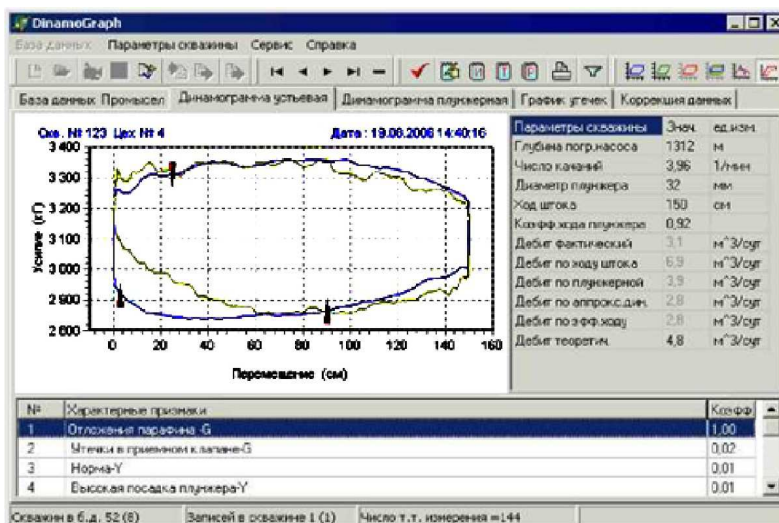 DinamoGraph
База данных Параметры скважины Сервис Справка
База данных Промысел Динамограмма устьевая Динамограмма плунжерная График утечек Коррекция данных
Скв. № 123 Цех № 4 Дата : 19.08.2006 14:40:16
3 400
3 300
3 200
3 100
3 000
2 900
2 800
Усилие (кГ)
0 20 40 60 80 100 120 140 160
Перемещение (см)
Параметры скважины Знач. ед.изм.
Глубина погр.насоса 1312 м
Число качаний 3,96 1/мин
Диаметр плунжера 32 мм
Ход штока 150 см
Коэфф.хода плунжера 0,92
Дебит фактический 3,1 м^3/сут
Дебит по ходу штока 6,9 м^3/сут
Дебит по плунжерной 3,9 м^3/сут
Дебит по аппрокс.дин. 2,8 м^3/сут
Дебит по эфф.ходу 2,8 м^3/сут
Дебит теоретич. 4,8 м^3/сут
№ Характерные признаки Коэфф
1 Отложения парафина -G 1,00
2 Утечки в приемном клапане-G 0,02
3 Норма-Y 0,01
4 Высокая посадка плунжера-Y 0,01
Скважин в б.д. 52 (8) Записей в скважине 1 (1) Число т.т. измерения =144